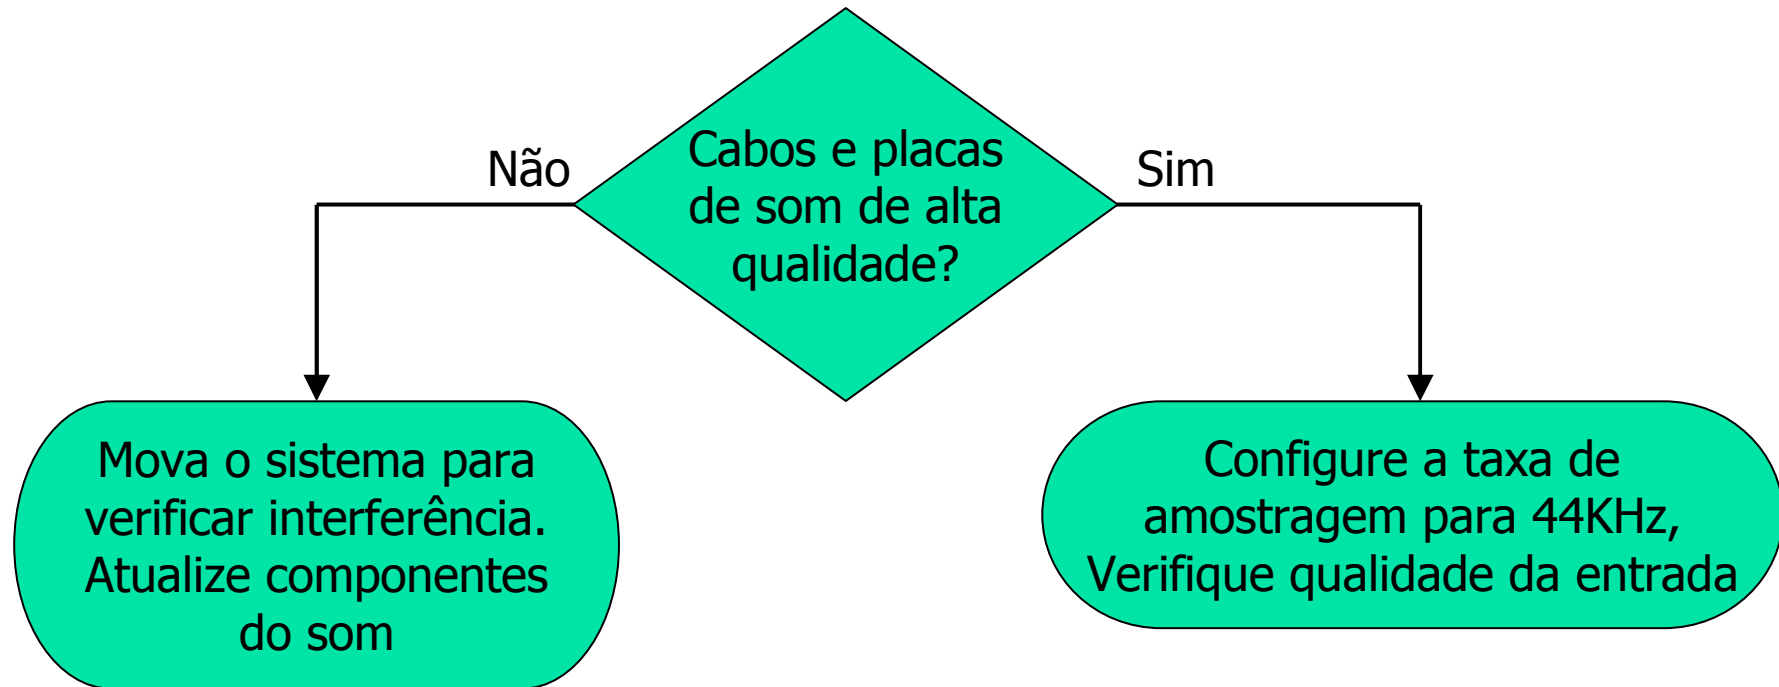 Não
Cabos e placas
de som de alta
qualidade?
Sim
Mova o sistema para
verificar interferência.
Atualize componentes
do som
Configure a taxa de
amostragem para 44KHz,
Verifique qualidade da entrada